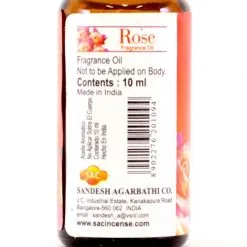 Rose
Fragrance Oil
Fragrance Oil
Not to be Applied on Body.
Contents : 10 ml
Made in India
Aceite Aromatico
No Aplicar Sobre El Cuerpo
Contenido 10 ml
Hecho En India
8902276201094
SAC
SANDESH AGARBATHI CO.
J.C. Industrial Estate, Kanakapura Road
Bangalore-560 062 INDIA
email: sandesh_a@vsnl.com
www.sacincense.com